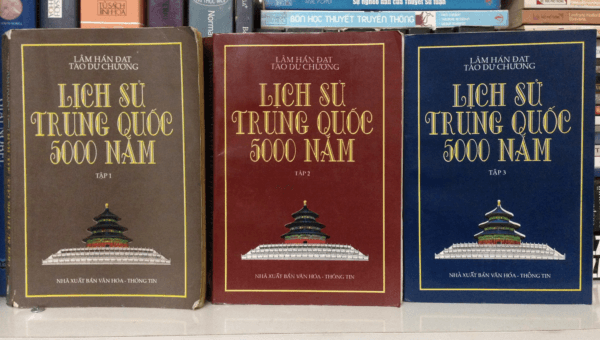 BỐN HỌC THUYẾT TRUYỀN THỐNG
LÂM HÁN ĐẠT
TÀO DƯ CHƯƠNG
LỊCH SỬ
TRUNG QUỐC
5000 NĂM
TẬP 1
NHÀ XUẤT BẢN VĂN HÓA - THÔNG TIN
LÂM HÁN ĐẠT
TÀO DƯ CHƯƠNG
LỊCH SỬ
TRUNG QUỐC
5000 NĂM
TẬP 2
NHÀ XUẤT BẢN VĂN HÓA - THÔNG TIN
LÂM HÁN ĐẠT
TÀO DƯ CHƯƠNG
LỊCH SỬ
TRUNG QUỐC
5000 NĂM
TẬP 3
NHÀ XUẤT BẢN VĂN HÓA - THÔNG TIN